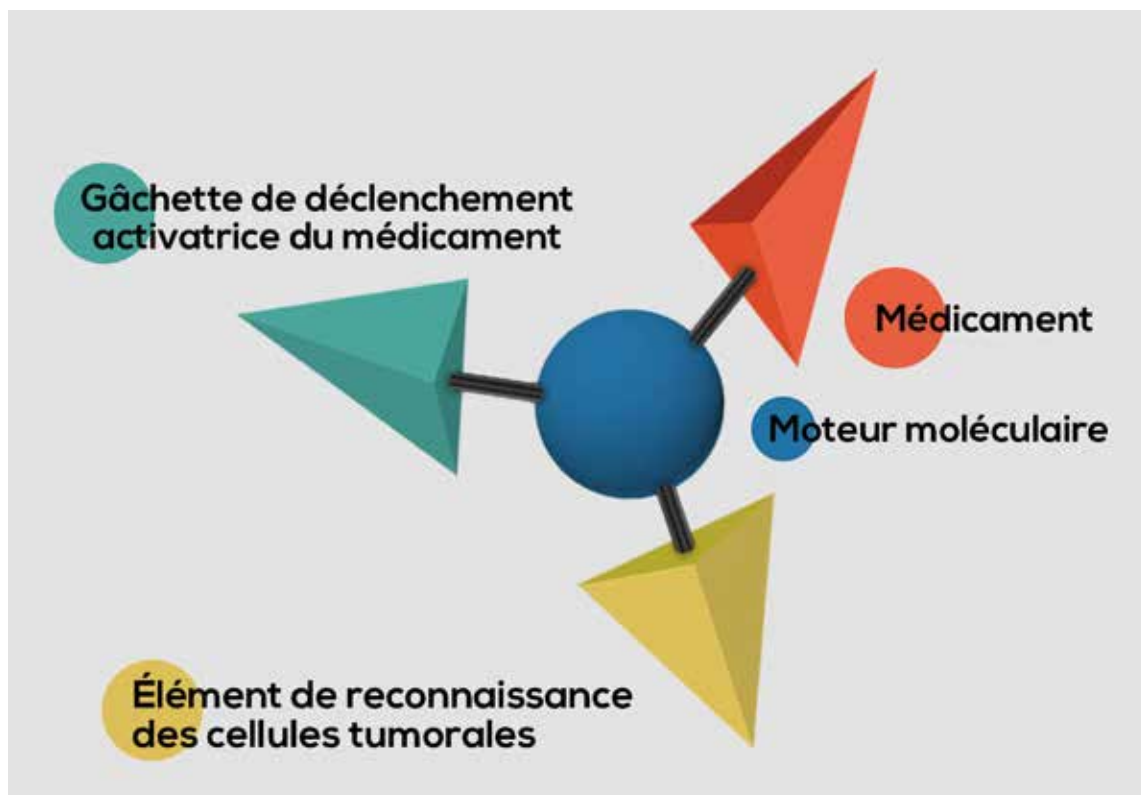 Gâchette de déclenchement
activatrice du médicament
Médicament
Moteur moléculaire
Élément de reconnaissance
des cellules tumorales